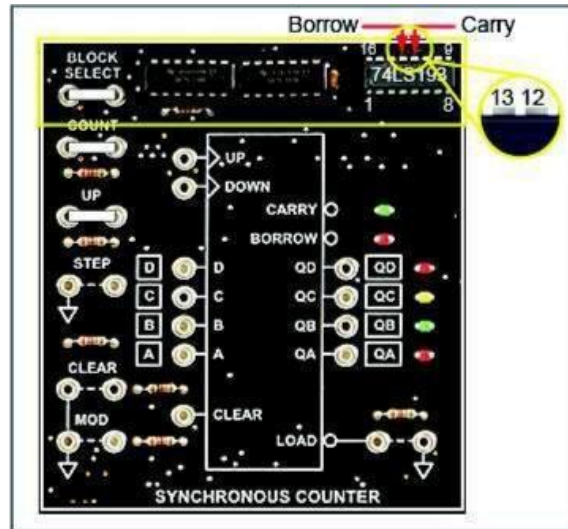 Borrow Carry
16 9
BLOCK
SELECT
74LS193
1 8
13 12
COUNT
UP
DOWN
UP
CARRY
BORROW
STEP
D D QD QD
C C QC QC
B B QB QB
A A QA QA
CLEAR
CLEAR
MOD
LOAD
SYNCHRONOUS COUNTER